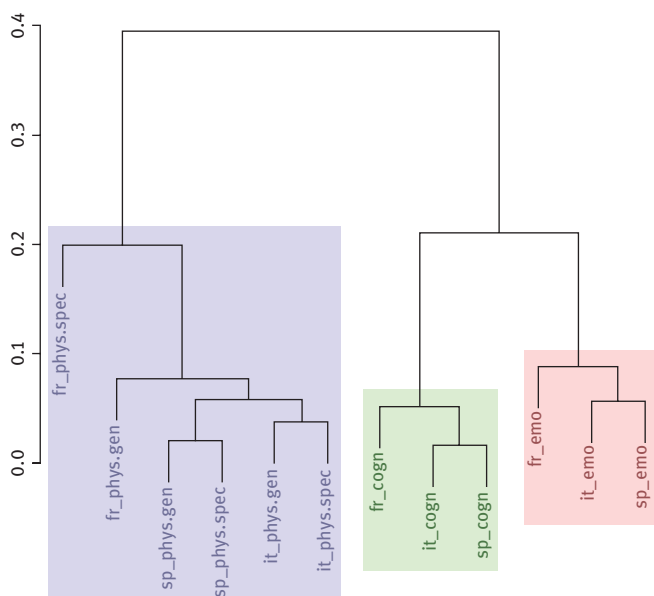 0.4
0.3
0.2
0.1
0.0
fr_phys.spec
fr_phys.gen
sp_phys.gen
sp_phys.spec
it_phys.gen
it_phys.spec
fr_cogn
it_cogn
sp_cogn
fr_emo
it_emo
sp_emo